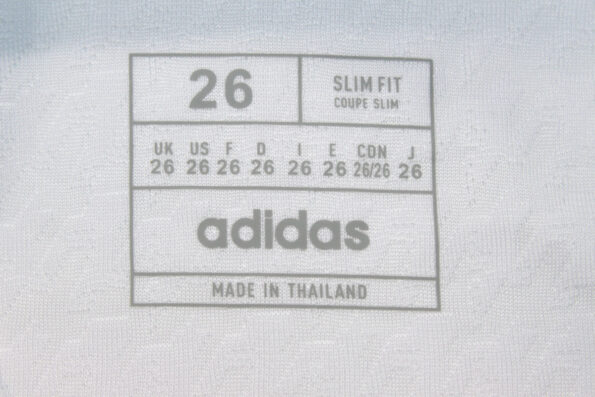 26
SLIM FIT
COUPE SLIM
UK US F D I E CDN J
26 26 26 26 26 26 26/26 26
adidas
MADE IN THAILAND